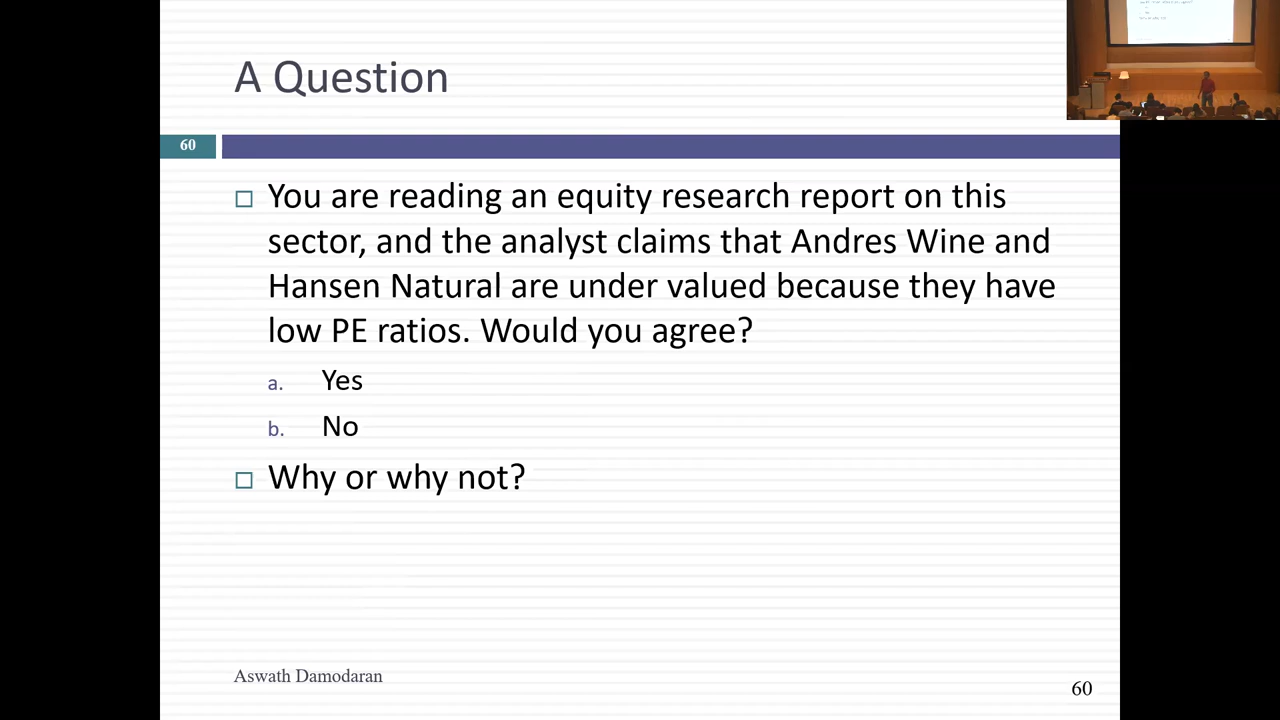 A Question
60
You are reading an equity research report on this
sector, and the analyst claims that Andres Wine and
Hansen Natural are under valued because they have
low PE ratios. Would you agree?
a. Yes
b. No
Why or why not?
Aswath Damodaran
60